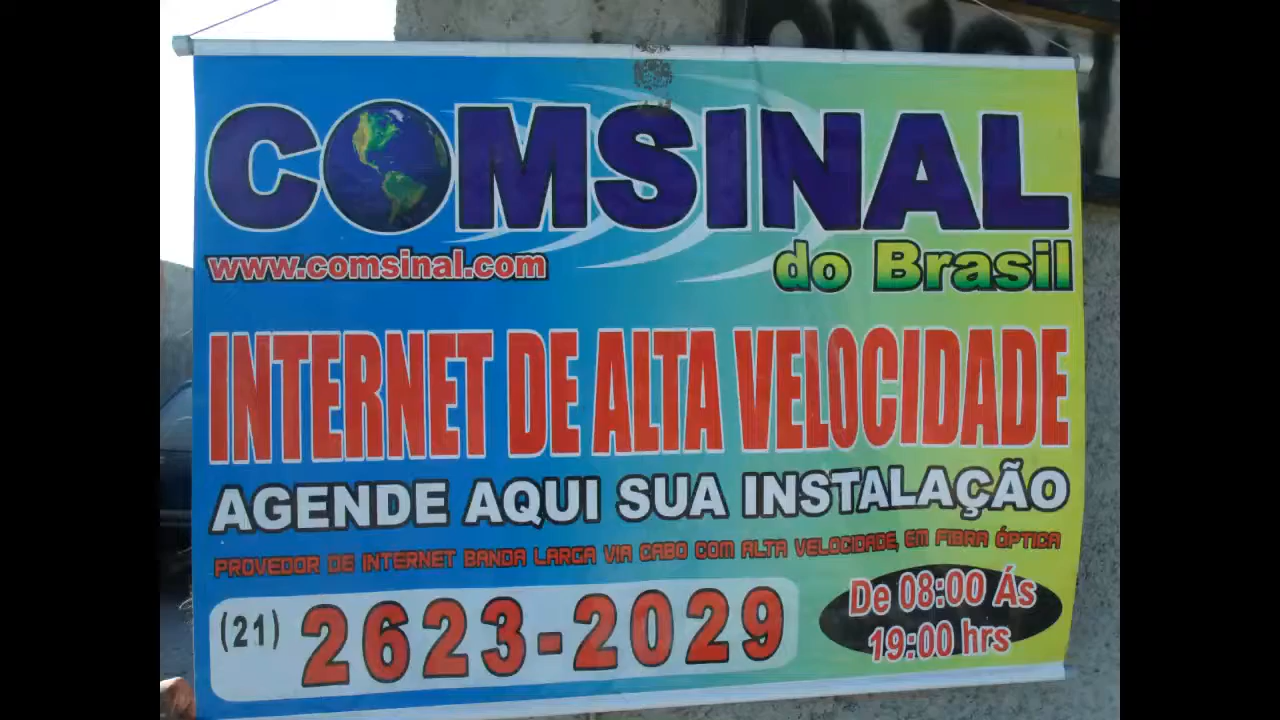 COMSINAL
www.comsinal.com
do Brasil
INTERNET DE ALTA VELOCIDADE
AGENDE AQUI SUA INSTALAÇÃO
PROVEDOR DE INTERNET BANDA LARGA VIA CABO COM ALTA VELOCIDADE, EM FIBRA ÓPTICA
(21) 2623-2029
De 08:00 Ás
19:00 hrs